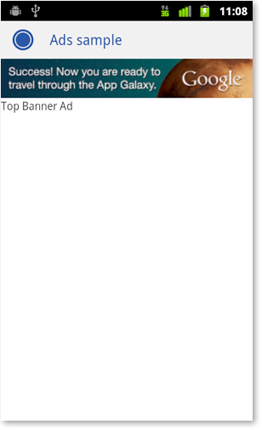 3G 11:08
Ads sample
Success! Now you are ready to
travel through the App Galaxy.
Google
Top Banner Ad